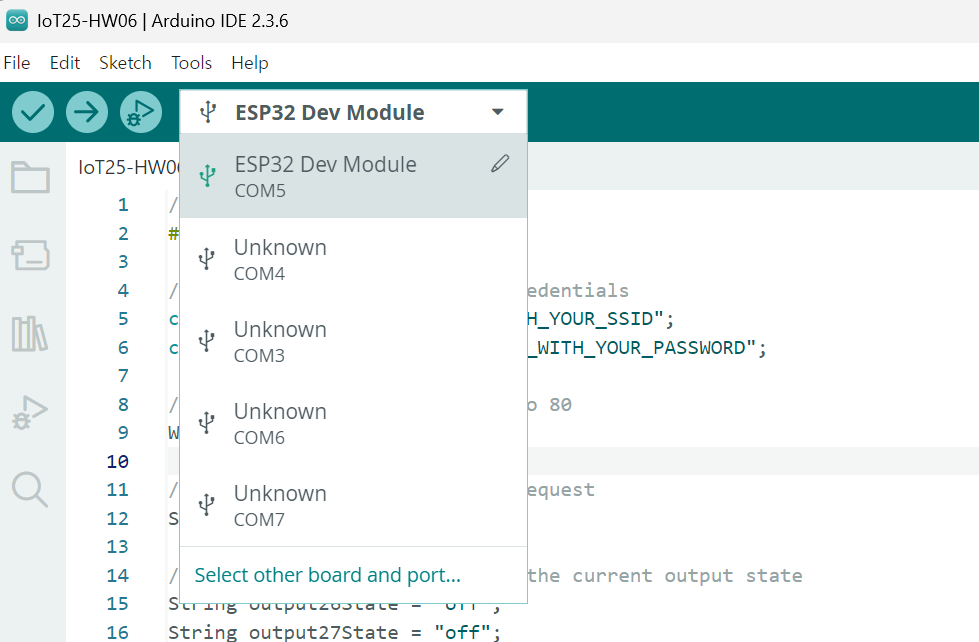 IoT25-HW06 | Arduino IDE 2.3.6
File Edit Sketch Tools Help
ESP32 Dev Module
ESP32 Dev Module
COM5
Unknown
COM4
Unknown
COM3
Unknown
COM6
Unknown
COM7
Select other board and port...
IoT25-HW0
1 /
2 #
3
4 / edentials
5 c H_YOUR_SSID";
6 c _WITH_YOUR_PASSWORD";
7
8 / o 80
9 W
10
11 / equest
12 S
13
14 / the current output state
15 String output26State = "off";
16 String output27State = "off";